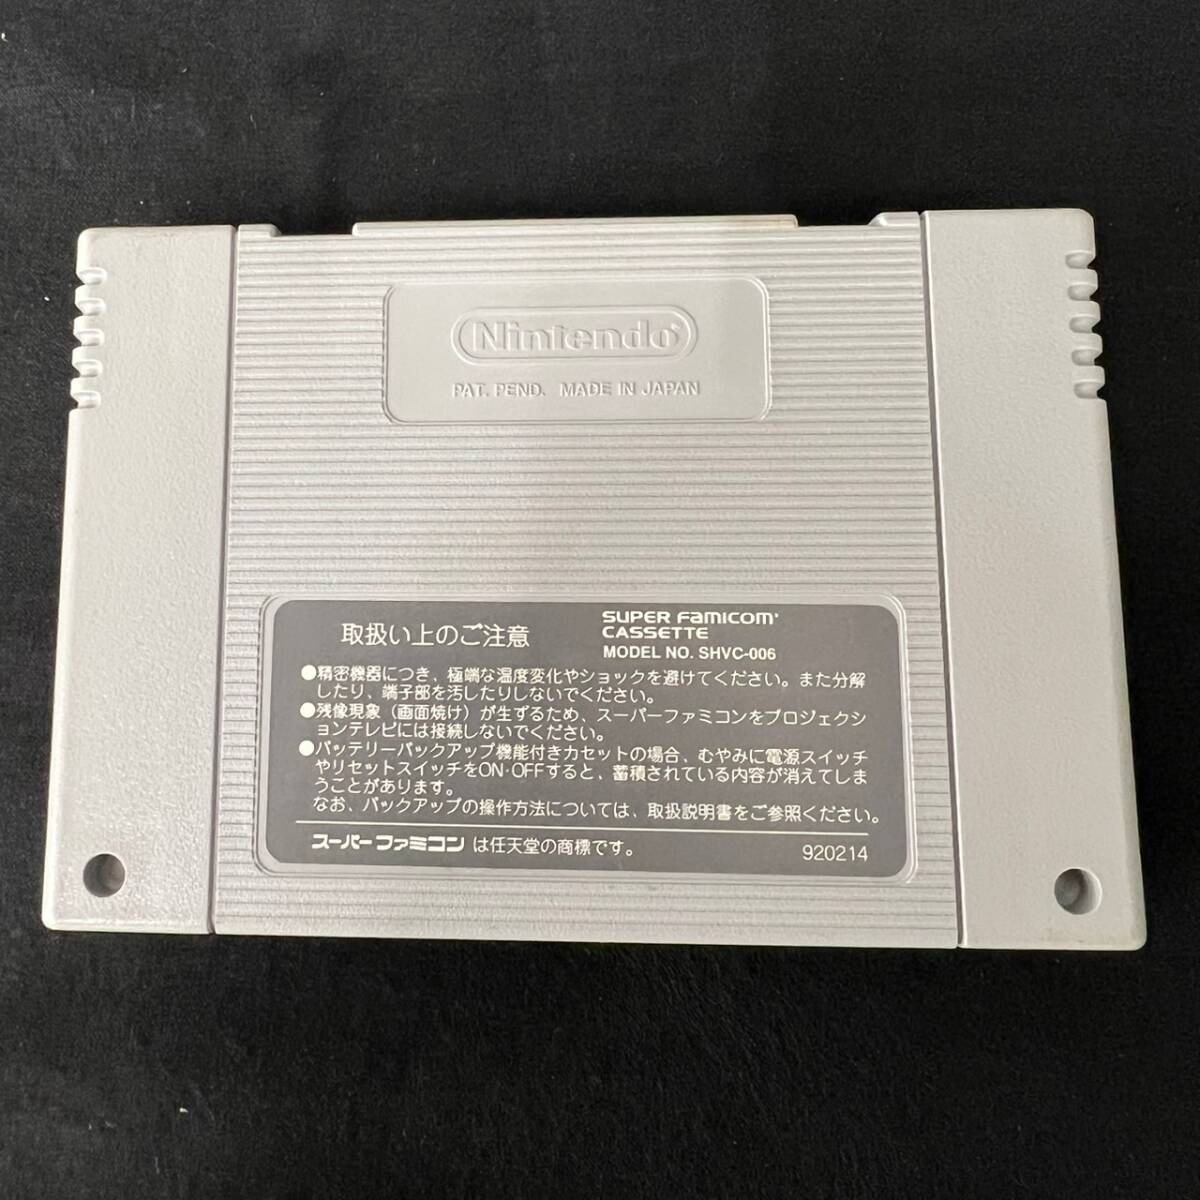 Nintendo
PAT. PEND. MADE IN JAPAN
取扱い上のご注意
SUPER FAMICOM
CASSETTE
MODEL NO. SHVC-006
●精密機器につき、極端な温度変化やショックを避けてください。また分解
したり、端子部を汚したりしないでください。
●残像現象（画面焼け）が生ずるため、スーパーファミコンをプロジェクシ
ョンテレビには接続しないでください。
●バッテリーバックアップ機能付きカセットの場合、むやみに電源スイッチ
やリセットスイッチをON・OFFすると、蓄積されている内容が消えてしま
うことがあります。
なお、バックアップの操作方法については、取扱説明書をご参照ください。
スーパーファミコン は任天堂の商標です。
920214